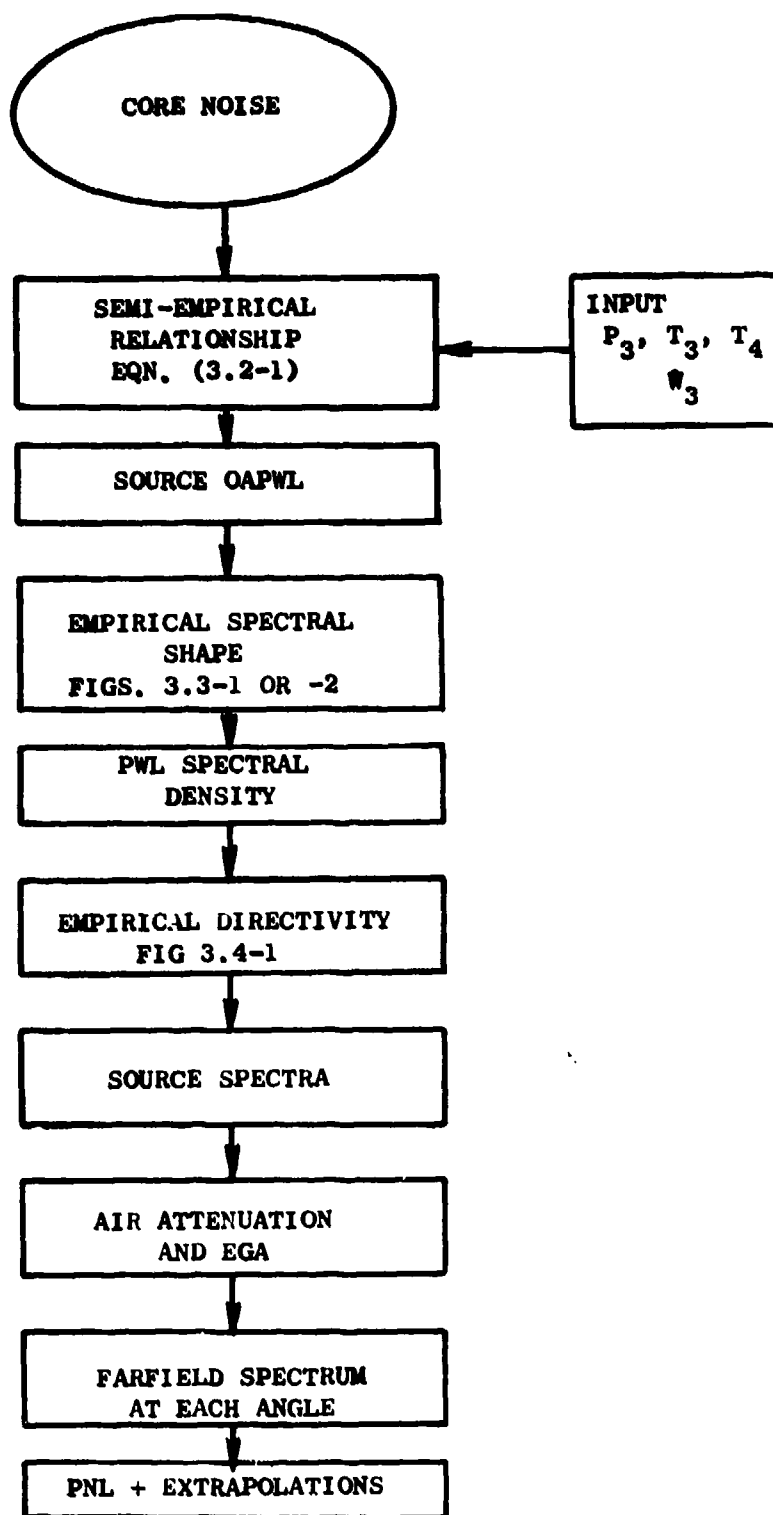 CORE NOISE
SEMI-EMPIRICAL
RELATIONSHIP
EQN. (3.2-1)
INPUT
P3, T3, T4
W3
SOURCE OAPWL
EMPIRICAL SPECTRAL
SHAPE
FIGS. 3.3-1 OR -2
PWL SPECTRAL
DENSITY
EMPIRICAL DIRECTIVITY
FIG 3.4-1
SOURCE SPECTRA
AIR ATTENUATION
AND EGA
FARFIELD SPECTRUM
AT EACH ANGLE
PNL + EXTRAPOLATIONS